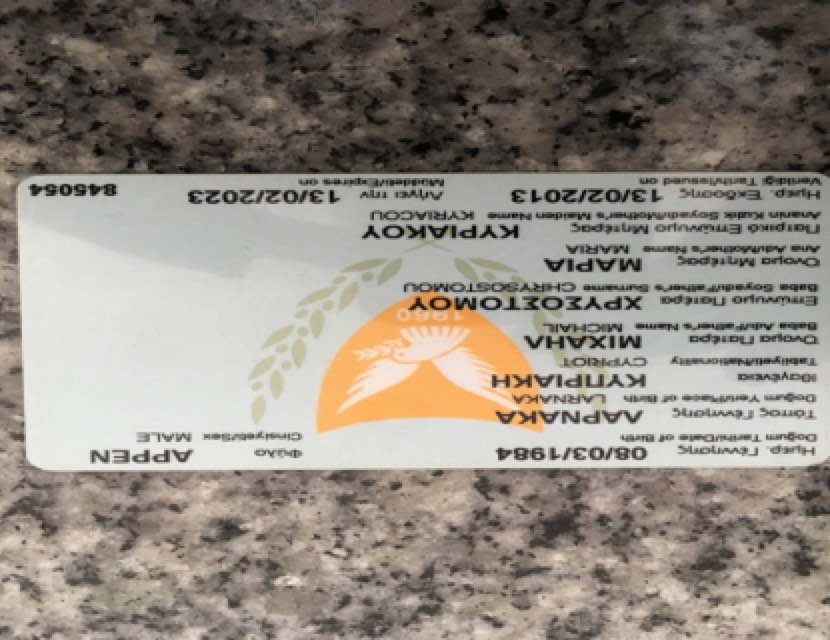 Ημερ. Γέννησης 08/03/1984 Φύλο ΑΡΡΕΝ
Doğum Tarihi/Date of Birth Cinsiyeti/Sex MALE
Τόπος Γέννησης ΛΑΡΝΑΚΑ
Doğum Yeri/Place of Birth LARNAKA
Ιθαγένεια ΚΥΠΡΙΑΚΗ
Tabiiyeti/Nationality CYPRIOT
Όνομα Πατέρα ΜΙΧΑΗΛ
Baba Adı/Father's Name MICHAIL
1960
Επώνυμο Πατέρα ΧΡΥΣΟΣΤΟΜΟΥ
Baba Soyadı/Father's Surname CHRYSOSTOMOU
Όνομα Μητέρας ΜΑΡΙΑ
Ana Adı/Mother's Name MARIA
Πατρικό Επώνυμο Μητέρας ΚΥΡΙΑΚΟΥ
Ananin Kızlık Soyadı/Mother's Maiden Name KYRIACOU
Ημερ. Έκδοσης 13/02/2013 Λήγει την 13/02/2023 845054
Verildiği Tarih/Issued on Müddeti/Expires on